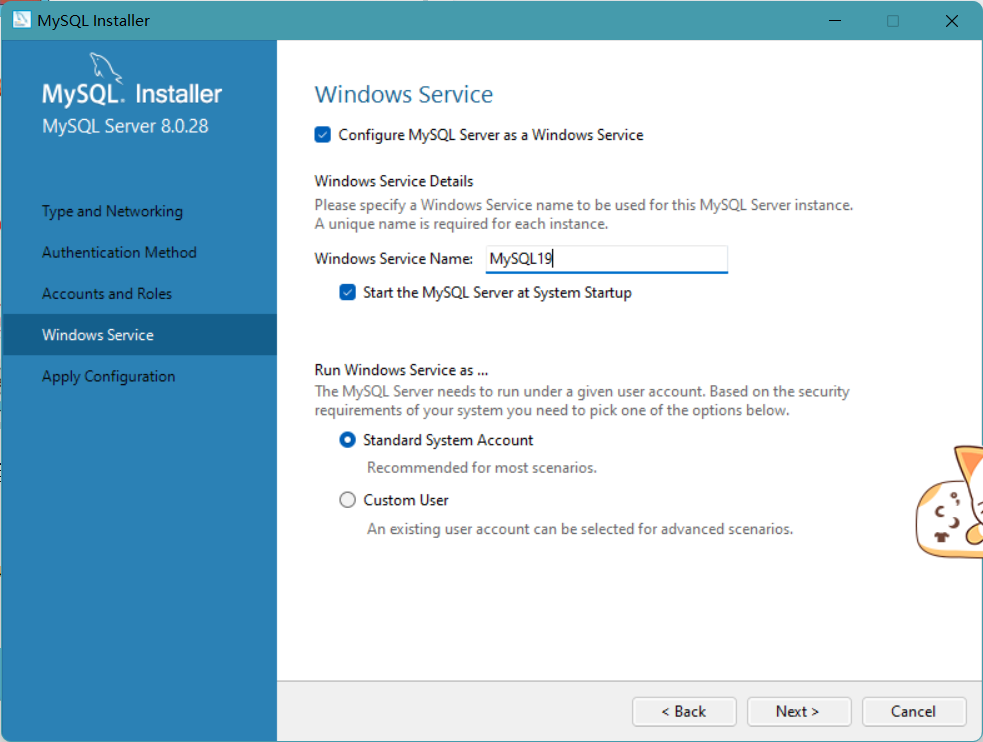 MySQL Installer
MySQL. Installer
MySQL Server 8.0.28
Type and Networking
Authentication Method
Accounts and Roles
Windows Service
Apply Configuration
Windows Service
Configure MySQL Server as a Windows Service
Windows Service Details
Please specify a Windows Service name to be used for this MySQL Server instance.
A unique name is required for each instance.
Windows Service Name: MySQL19
Start the MySQL Server at System Startup
Run Windows Service as ...
The MySQL Server needs to run under a given user account. Based on the security
requirements of your system you need to pick one of the options below.
Standard System Account
Recommended for most scenarios.
Custom User
An existing user account can be selected for advanced scenarios.
< Back
Next >
Cancel